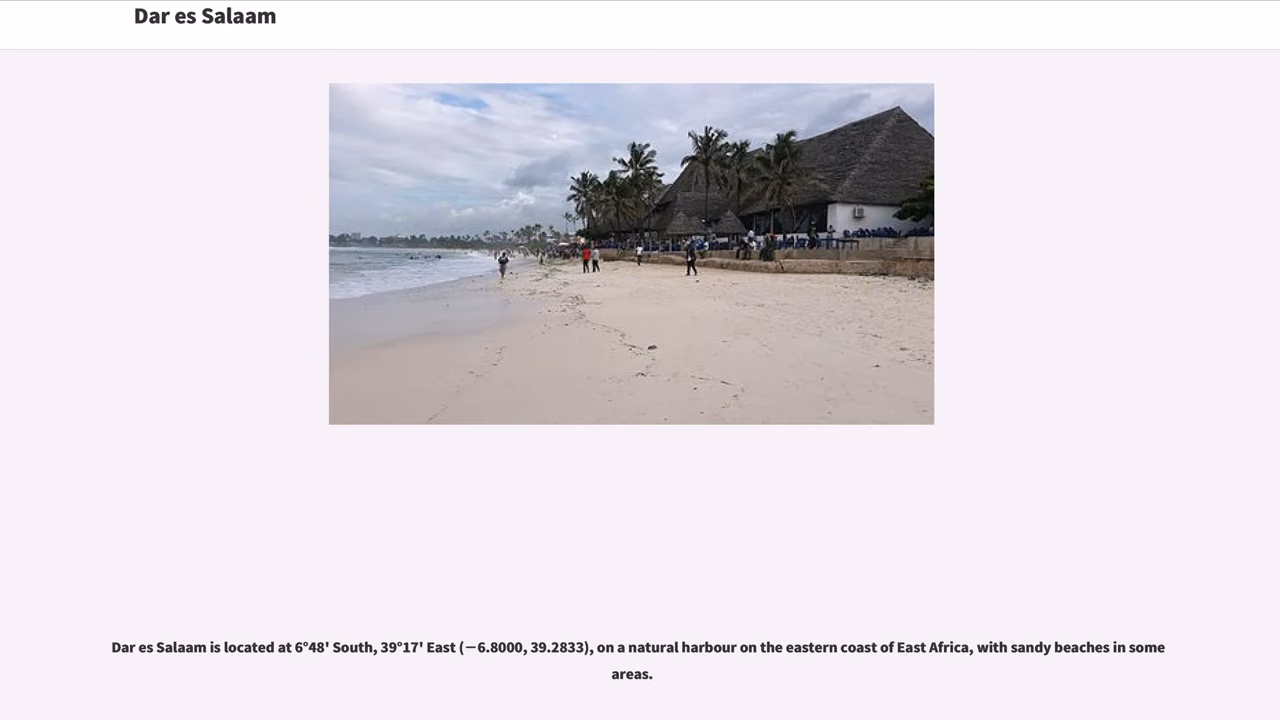 Dar es Salaam
Dar es Salaam is located at 6°48' South, 39°17' East (−6.8000, 39.2833), on a natural harbour on the eastern coast of East Africa, with sandy beaches in some
areas.